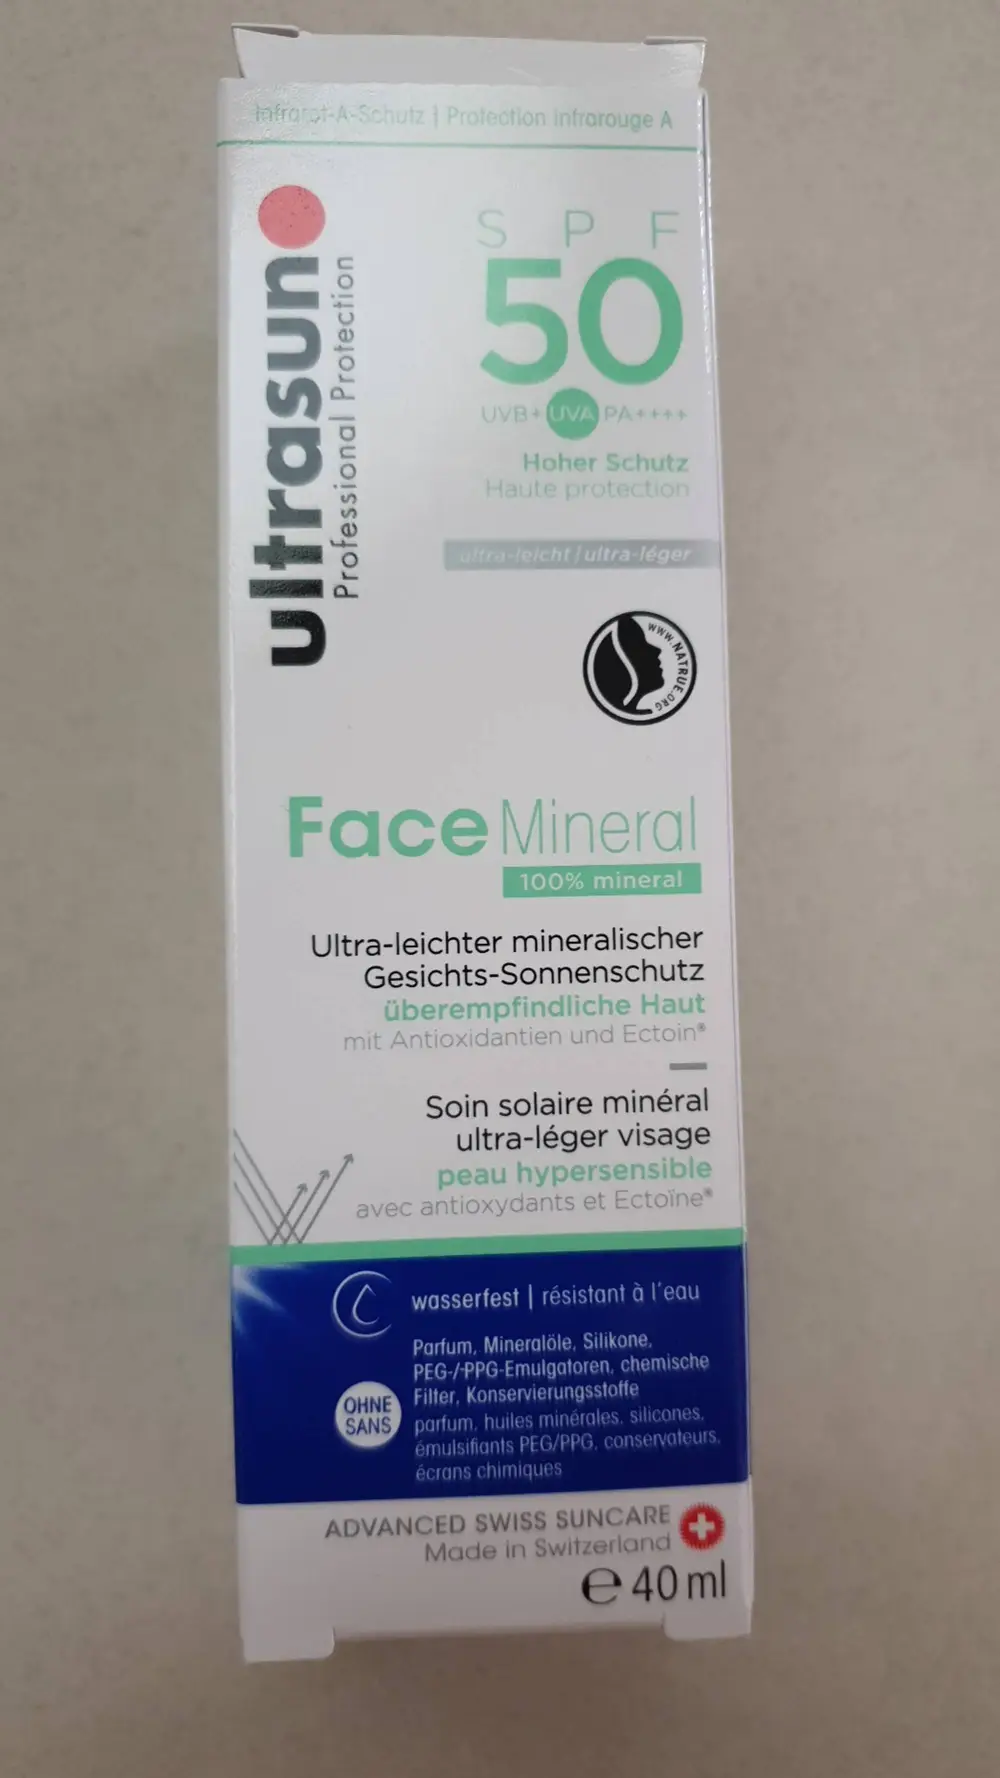 Infrarot-A-Schutz | Protection infrarouge A
ultrasun
Professional Protection
SPF
50
UVB+ UVA PA++++
Hoher Schutz
Haute protection
ultra-leicht | ultra-léger
WWW.NATRUE.ORG
Face Mineral
100% mineral
Ultra-leichter mineralischer
Gesichts-Sonnenschutz
überempfindliche Haut
mit Antioxidantien und Ectoin®
Soin solaire minéral
ultra-léger visage
peau hypersensible
avec antioxydants et Ectoïne®
wasserfest | résistant à l'eau
OHNE
SANS
Parfum, Mineralöle, Silikone,
PEG-/PPG-Emulgatoren, chemische
Filter, Konservierungsstoffe
parfum, huiles minérales, silicones,
émulsifiants PEG/PPG, conservateurs,
écrans chimiques
ADVANCED SWISS SUNCARE
Made in Switzerland
℮ 40 ml